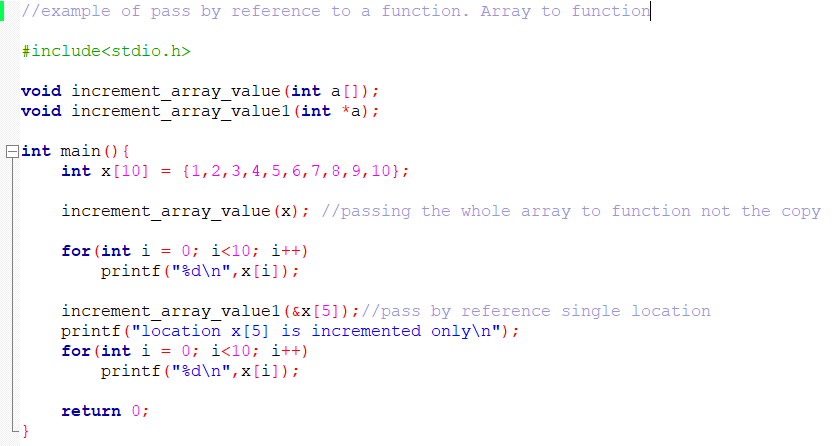 //example of pass by reference to a function. Array to function
#include<stdio.h>
void increment_array_value(int a[]);
void increment_array_value1(int *a);
int main(){
int x[10] = {1,2,3,4,5,6,7,8,9,10};
increment_array_value(x); //passing the whole array to function not the copy
for(int i = 0; i<10; i++)
printf("%d\n",x[i]);
increment_array_value1(&x[5]);//pass by reference single location
printf("location x[5] is incremented only\n");
for(int i = 0; i<10; i++)
printf("%d\n",x[i]);
return 0;
}